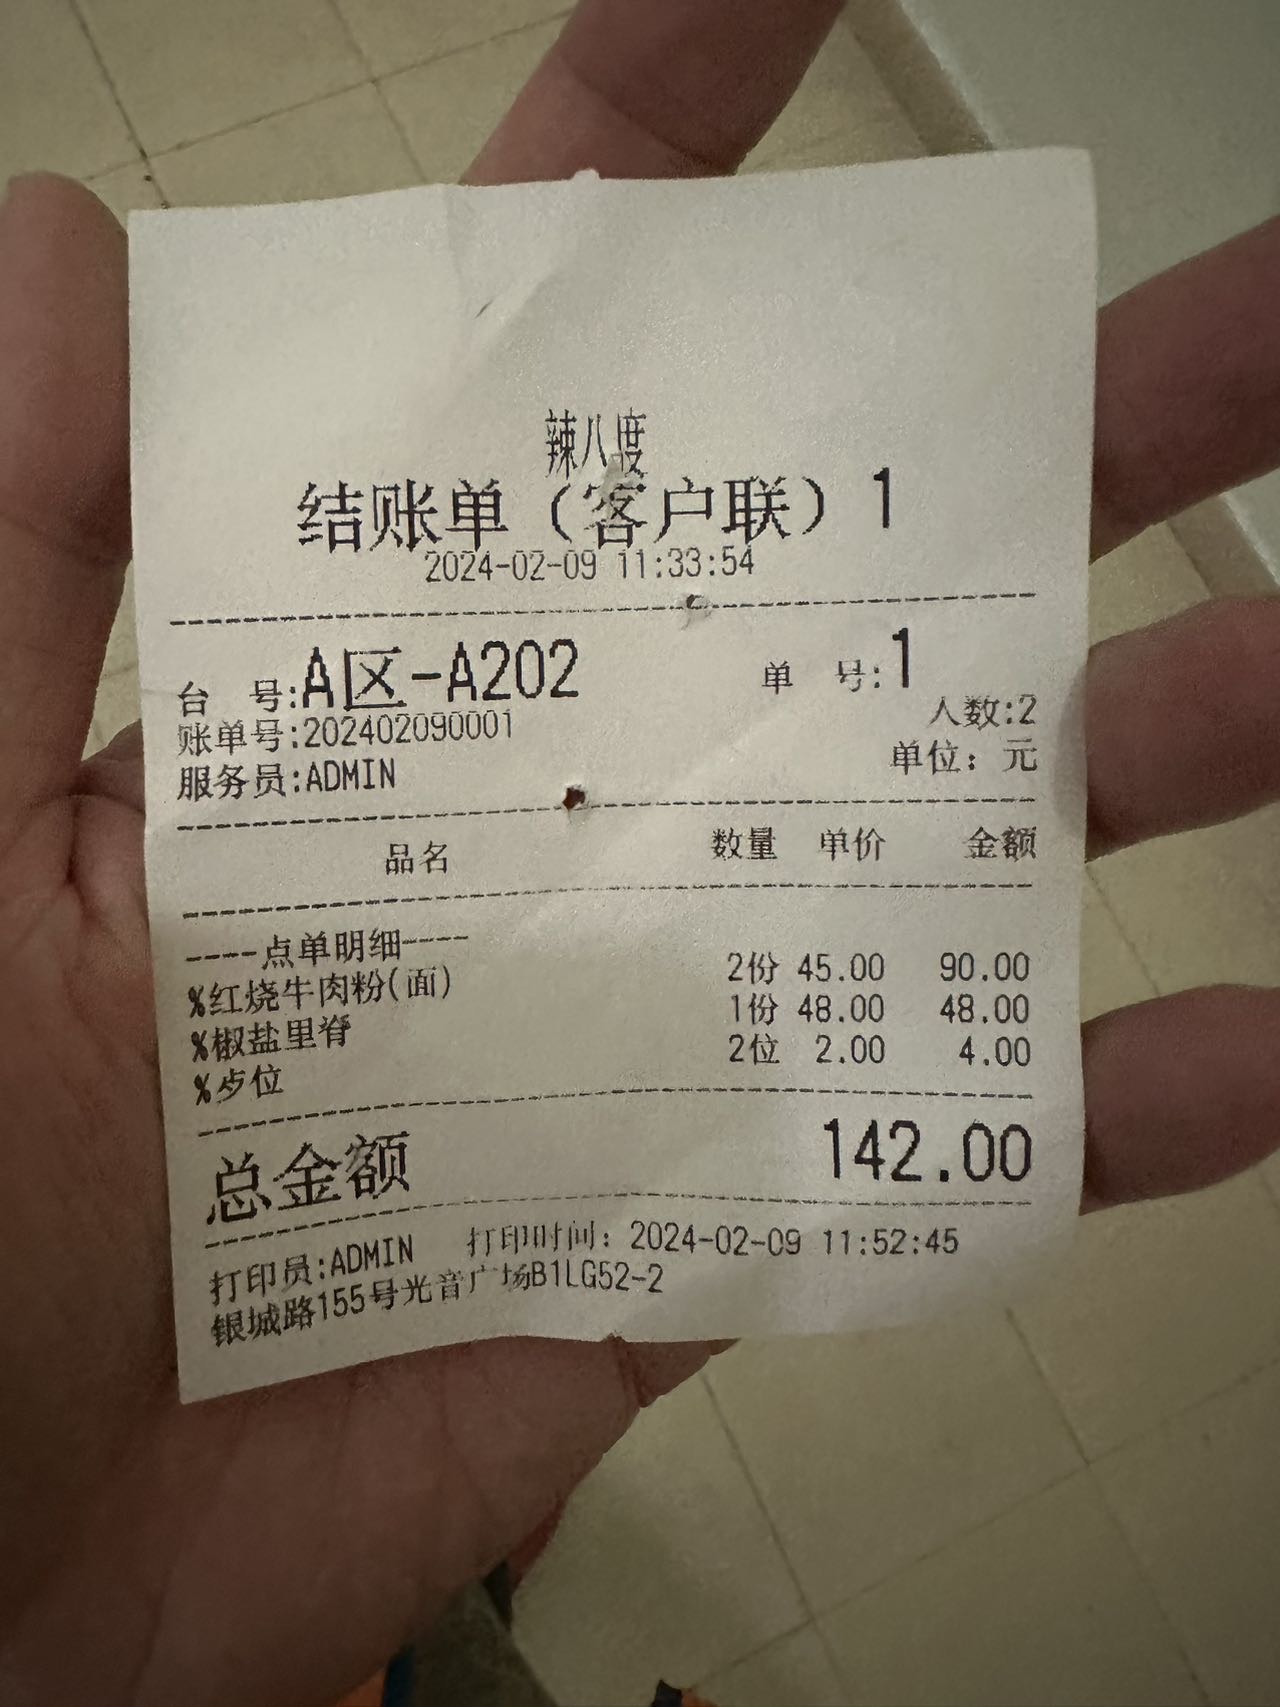 辣八度
结账单（客户联）1
2024-02-09 11:33:54
台 号:A区-A202 单 号:1
人数:2
账单号:202402090001
单位：元
服务员:ADMIN
品名 数量 单价 金额
----点单明细----
%红烧牛肉粉(面) 2份 45.00 90.00
%椒盐里脊 1份 48.00 48.00
%歺位 2位 2.00 4.00
总金额 142.00
打印员:ADMIN 打印时间：2024-02-09 11:52:45
银城路155号光音广场B1LG52-2